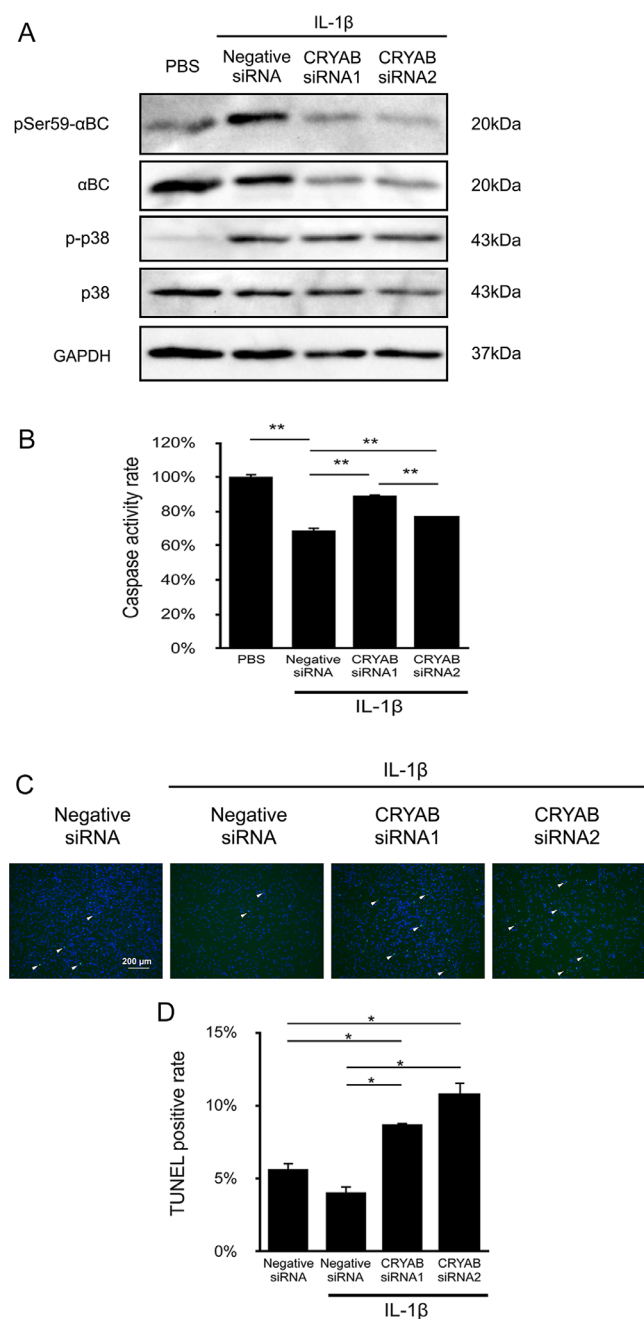 A
IL-1β
PBS
Negative
siRNA
CRYAB
siRNA1
CRYAB
siRNA2
pSer59-αBC
20kDa
αBC
20kDa
p-p38
43kDa
p38
43kDa
GAPDH
37kDa
B
Caspase activity rate
120%
100%
80%
60%
40%
20%
0%
**
**
**
**
PBS
Negative
siRNA
CRYAB
siRNA1
CRYAB
siRNA2
IL-1β
C
IL-1β
Negative
siRNA
Negative
siRNA
CRYAB
siRNA1
CRYAB
siRNA2
200 µm
D
TUNEL positive rate
15%
10%
5%
0%
*
*
*
*
Negative
siRNA
Negative
siRNA
CRYAB
siRNA1
CRYAB
siRNA2
IL-1β